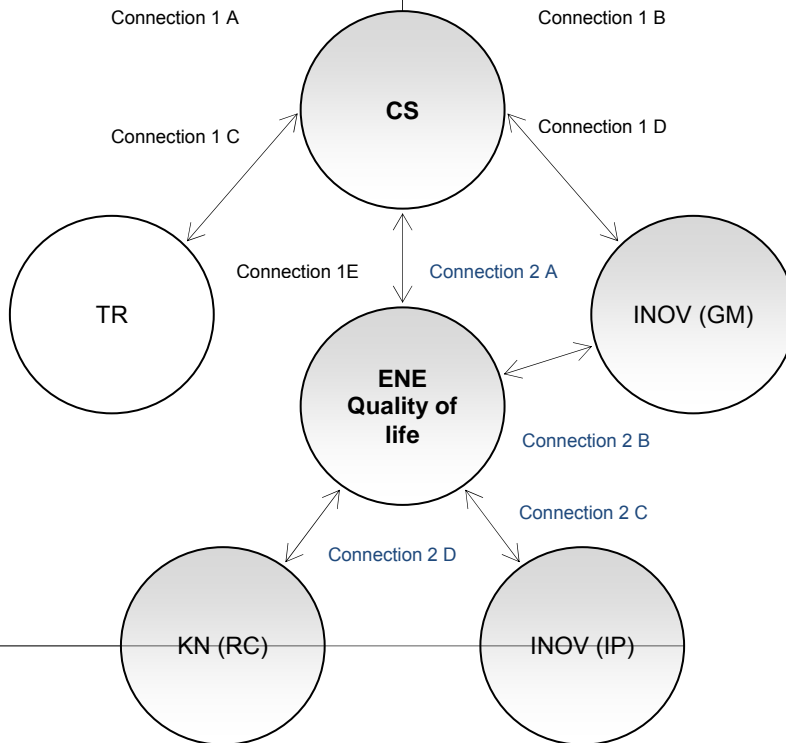 Connection 1 A
Connection 1 B
CS
Connection 1 C
Connection 1 D
Connection 1E
Connection 2 A
TR
INOV (GM)
ENE
Quality of
life
Connection 2 B
Connection 2 C
Connection 2 D
KN (RC)
INOV (IP)